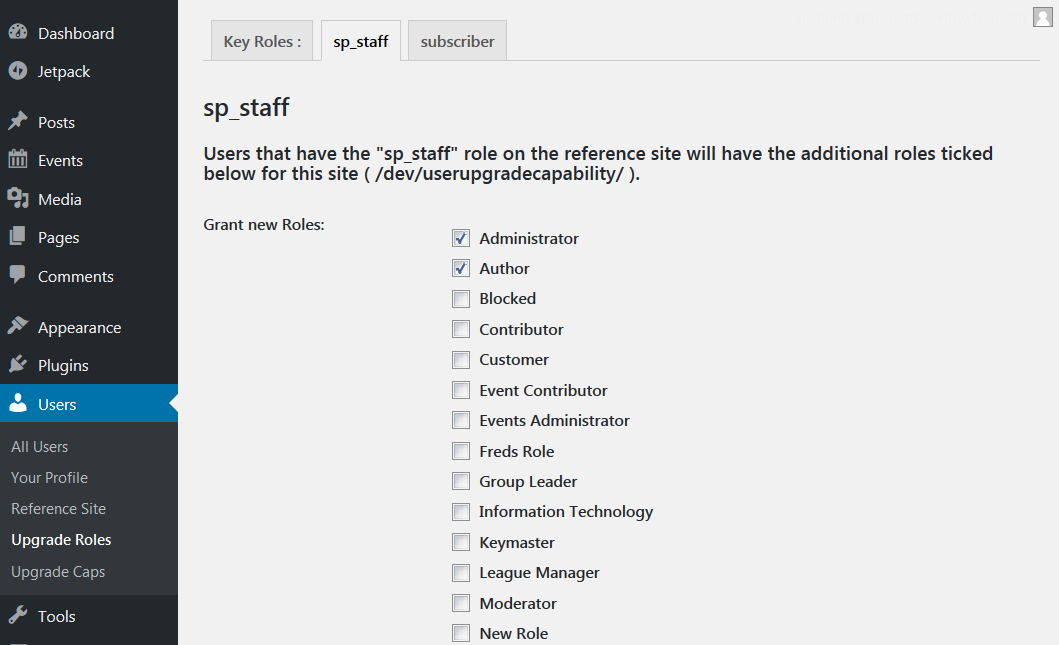 Dashboard
Jetpack
Posts
Events
Media
Pages
Comments
Appearance
Plugins
Users
All Users
Your Profile
Reference Site
Upgrade Roles
Upgrade Caps
Tools
Key Roles :
sp_staff
subscriber
sp_staff
Users that have the "sp_staff" role on the reference site will have the additional roles ticked
below for this site ( /dev/userupgradecapability/ ).
Grant new Roles:
Administrator
Author
Blocked
Contributor
Customer
Event Contributor
Events Administrator
Freds Role
Group Leader
Information Technology
Keymaster
League Manager
Moderator
New Role